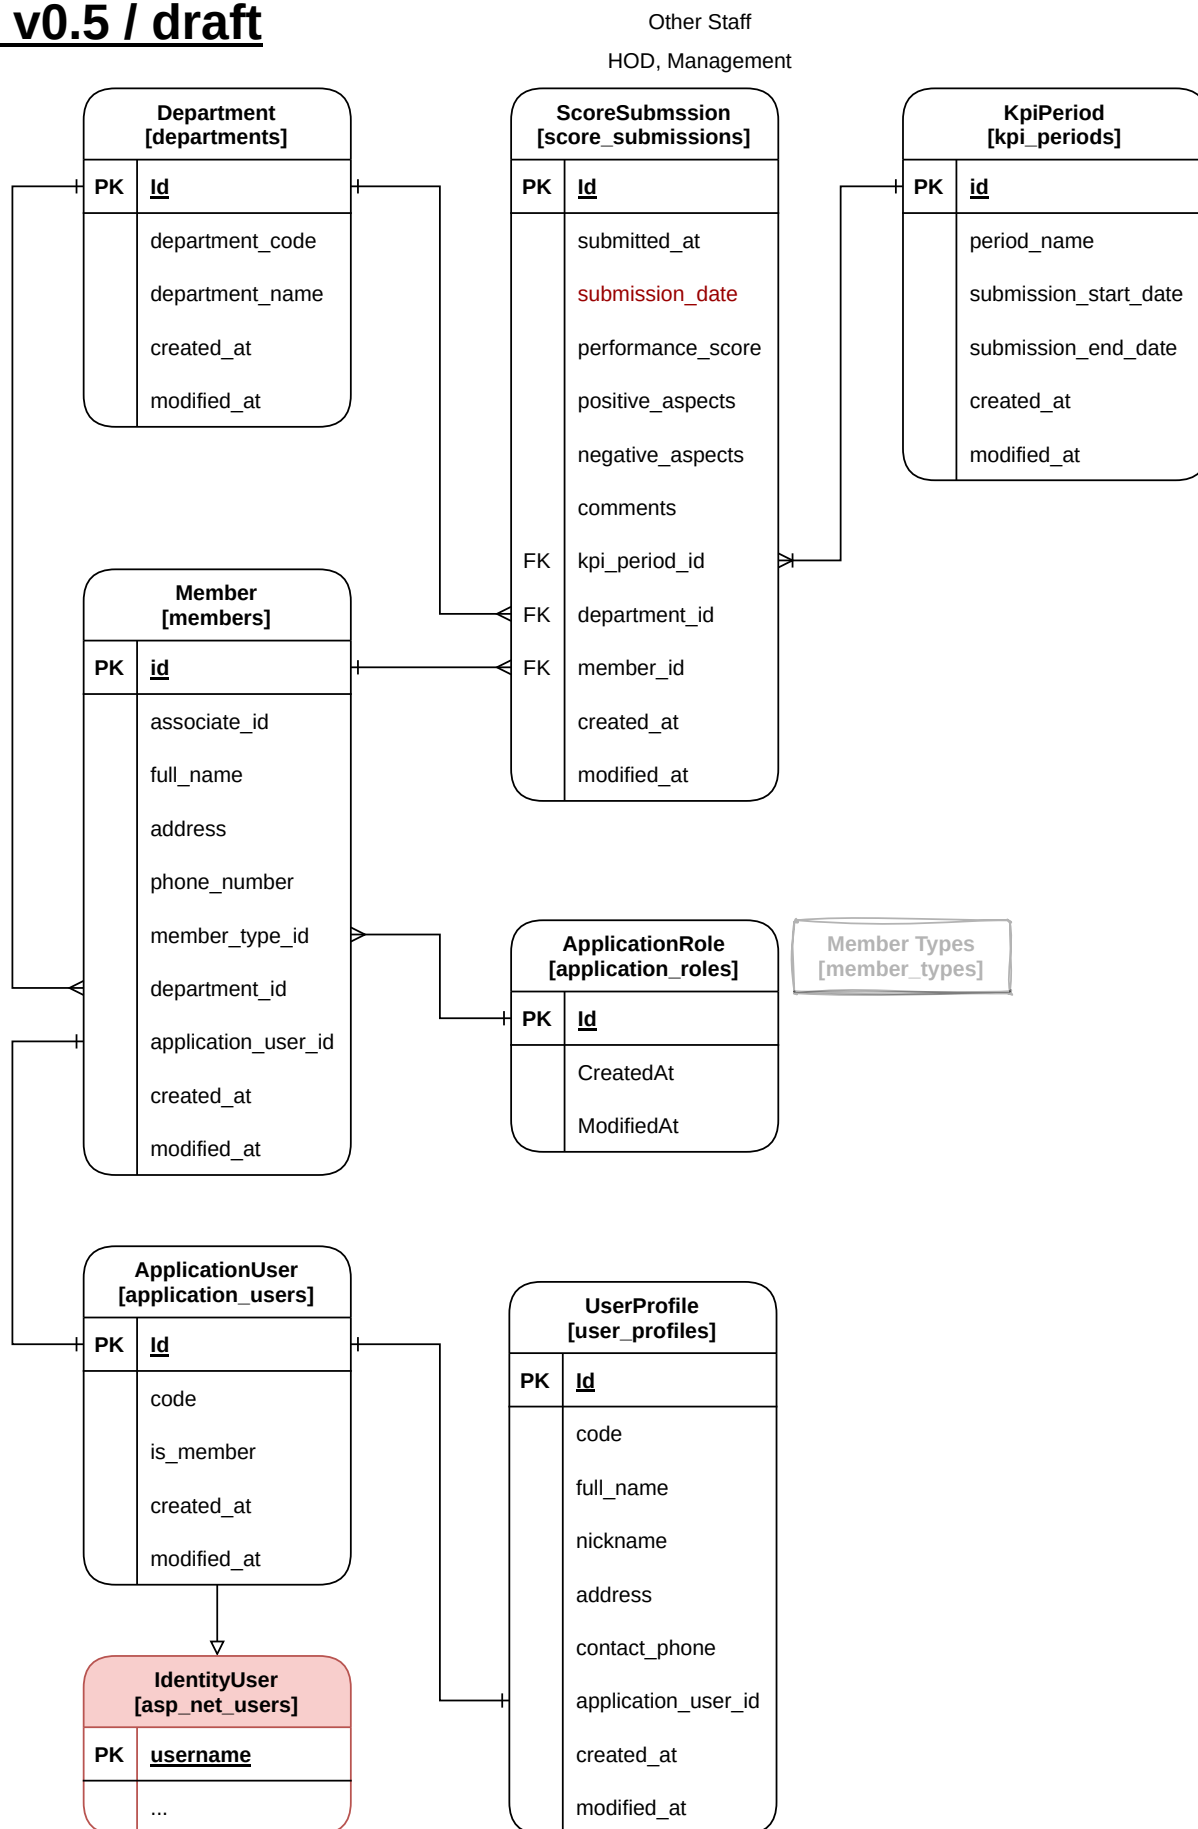 v0.5 / draft
Other Staff
HOD, Management
Department
[departments]
PK Id
department_code
department_name
created_at
modified_at
ScoreSubmssion
[score_submissions]
PK Id
submitted_at
submission_date
performance_score
positive_aspects
negative_aspects
comments
FK kpi_period_id
FK department_id
FK member_id
created_at
modified_at
KpiPeriod
[kpi_periods]
PK id
period_name
submission_start_date
submission_end_date
created_at
modified_at
Member
[members]
PK id
associate_id
full_name
address
phone_number
member_type_id
department_id
application_user_id
created_at
modified_at
ApplicationRole
[application_roles]
PK Id
CreatedAt
ModifiedAt
Member Types
[member_types]
ApplicationUser
[application_users]
PK Id
code
is_member
created_at
modified_at
UserProfile
[user_profiles]
PK Id
code
full_name
nickname
address
contact_phone
application_user_id
created_at
modified_at
IdentityUser
[asp_net_users]
PK username
...